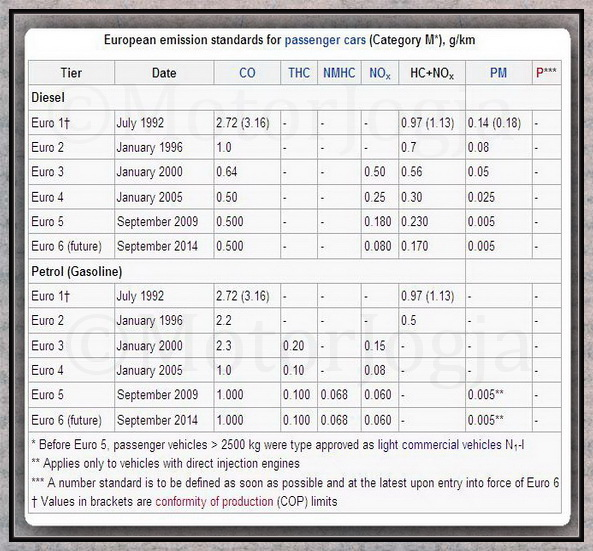 European emission standards for passenger cars (Category M*), g/km
Tier Date CO THC NMHC NOx HC+NOx PM P***
Diesel
Euro 1† July 1992 2.72 (3.16) - - - 0.97 (1.13) 0.14 (0.18) -
Euro 2 January 1996 1.0 - - - 0.7 0.08 -
Euro 3 January 2000 0.64 - - 0.50 0.56 0.05 -
Euro 4 January 2005 0.50 - - 0.25 0.30 0.025 -
Euro 5 September 2009 0.500 - - 0.180 0.230 0.005 -
Euro 6 (future) September 2014 0.500 - - 0.080 0.170 0.005 -
Petrol (Gasoline)
Euro 1† July 1992 2.72 (3.16) - - - 0.97 (1.13) - -
Euro 2 January 1996 2.2 - - - 0.5 - -
Euro 3 January 2000 2.3 0.20 - 0.15 - - -
Euro 4 January 2005 1.0 0.10 - 0.08 - - -
Euro 5 September 2009 1.000 0.100 0.068 0.060 - 0.005** -
Euro 6 (future) September 2014 1.000 0.100 0.068 0.060 - 0.005** -
* Before Euro 5, passenger vehicles > 2500 kg were type approved as light commercial vehicles N₁-I
** Applies only to vehicles with direct injection engines
*** A number standard is to be defined as soon as possible and at the latest upon entry into force of Euro 6
† Values in brackets are conformity of production (COP) limits
©MotorJogja
©MotorJogja